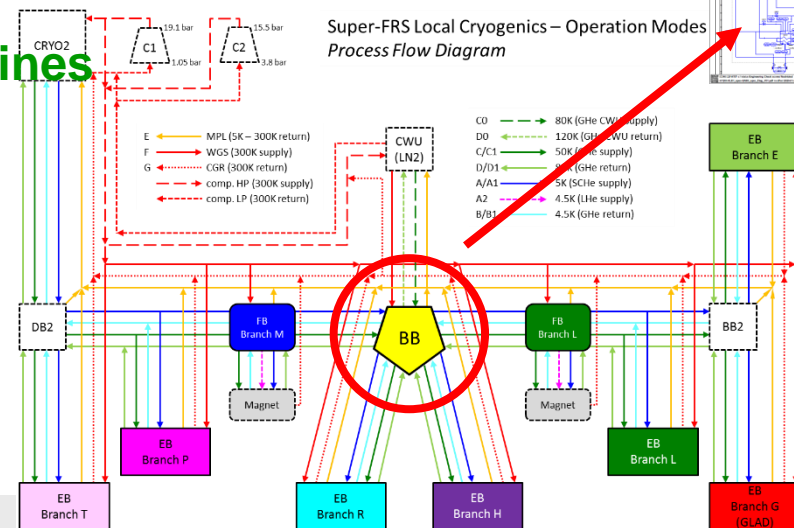 Super-FRS Local Cryogenics – Operation Modes
Process Flow Diagram
ines
CRYO2
19.1 bar
C1
1.05 bar
15.5 bar
C2
3.8 bar
E
MPL (5K – 300K return)
F
WGS (300K supply)
G
CGR (300K return)
comp. HP (300K supply)
comp. LP (300K return)
CWU
(LN2)
C0
80K (GHe CWU supply)
D0
120K (GHe CWU return)
C/C1
50K (GHe supply)
D/D1
(GHe return)
A/A1
5K (SCHe supply)
A2
4.5K (LHe supply)
B/B1
4.5K (GHe return)
EB
Branch E
DB2
FB
Branch M
BB
FB
Branch L
BB2
Magnet
Magnet
EB
Branch P
EB
Branch L
EB
Branch T
EB
Branch R
EB
Branch H
EB
Branch G
(GLAD)